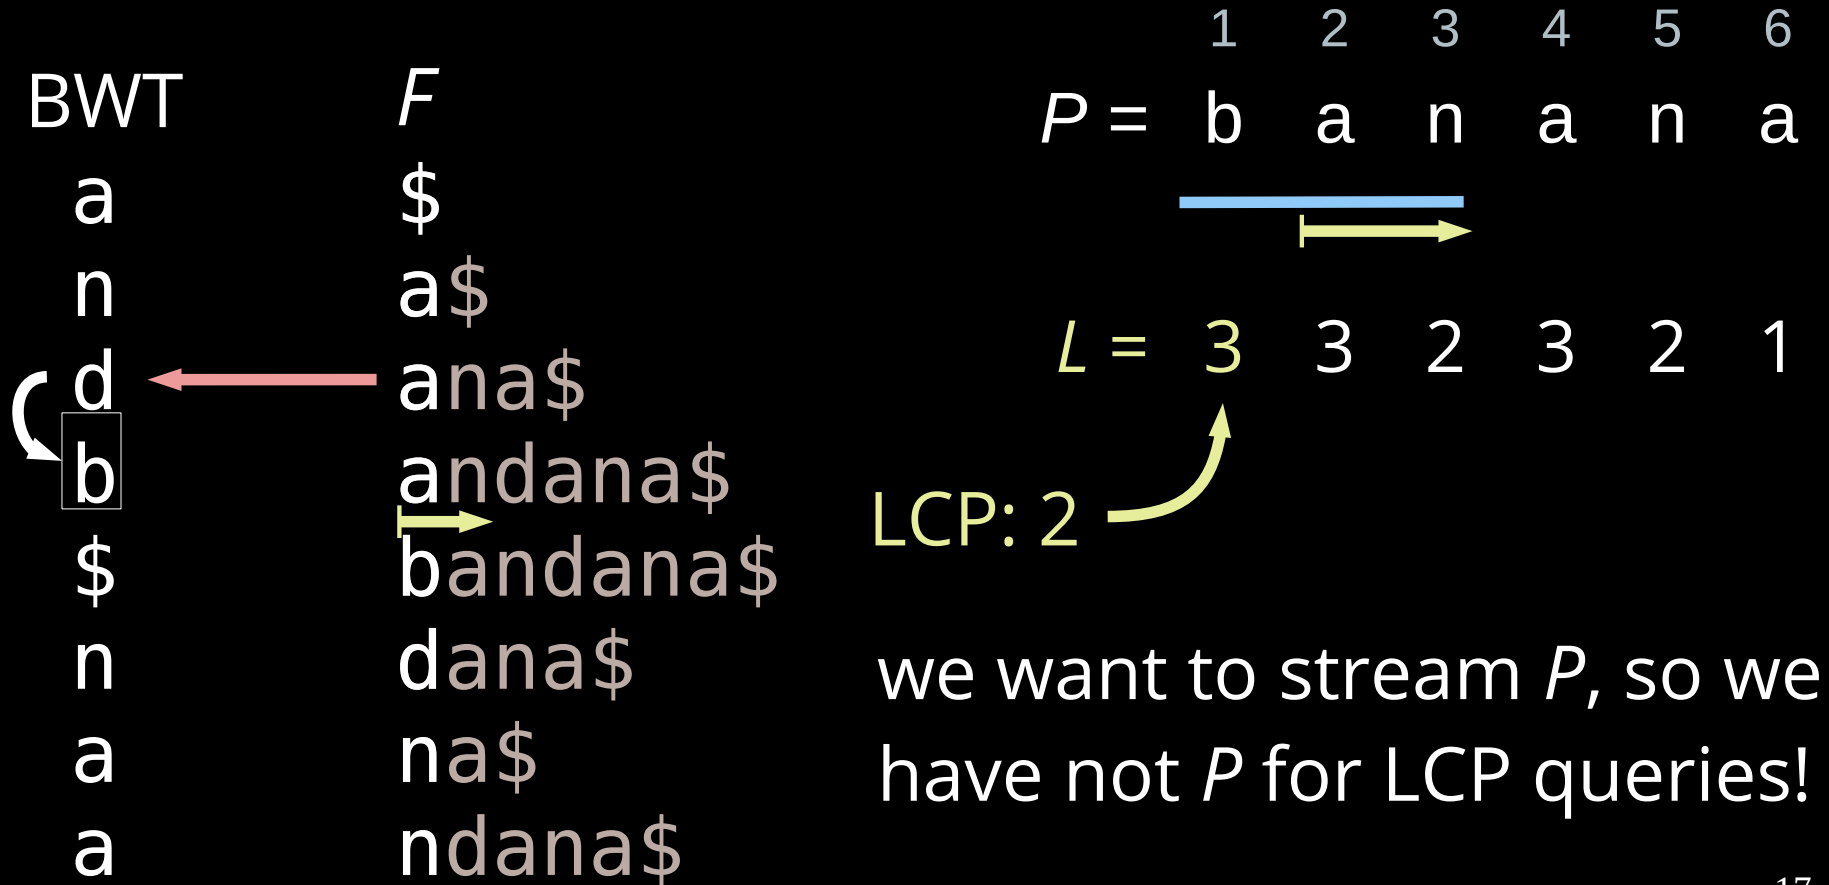 1 2 3 4 5 6
BWT F
P = b a n a n a
a $
n a$
L = 3 3 2 3 2 1
d ana$
b andana$
LCP: 2
$ bandana$
n dana$
we want to stream P, so we
a na$
have not P for LCP queries!
a ndana$
17